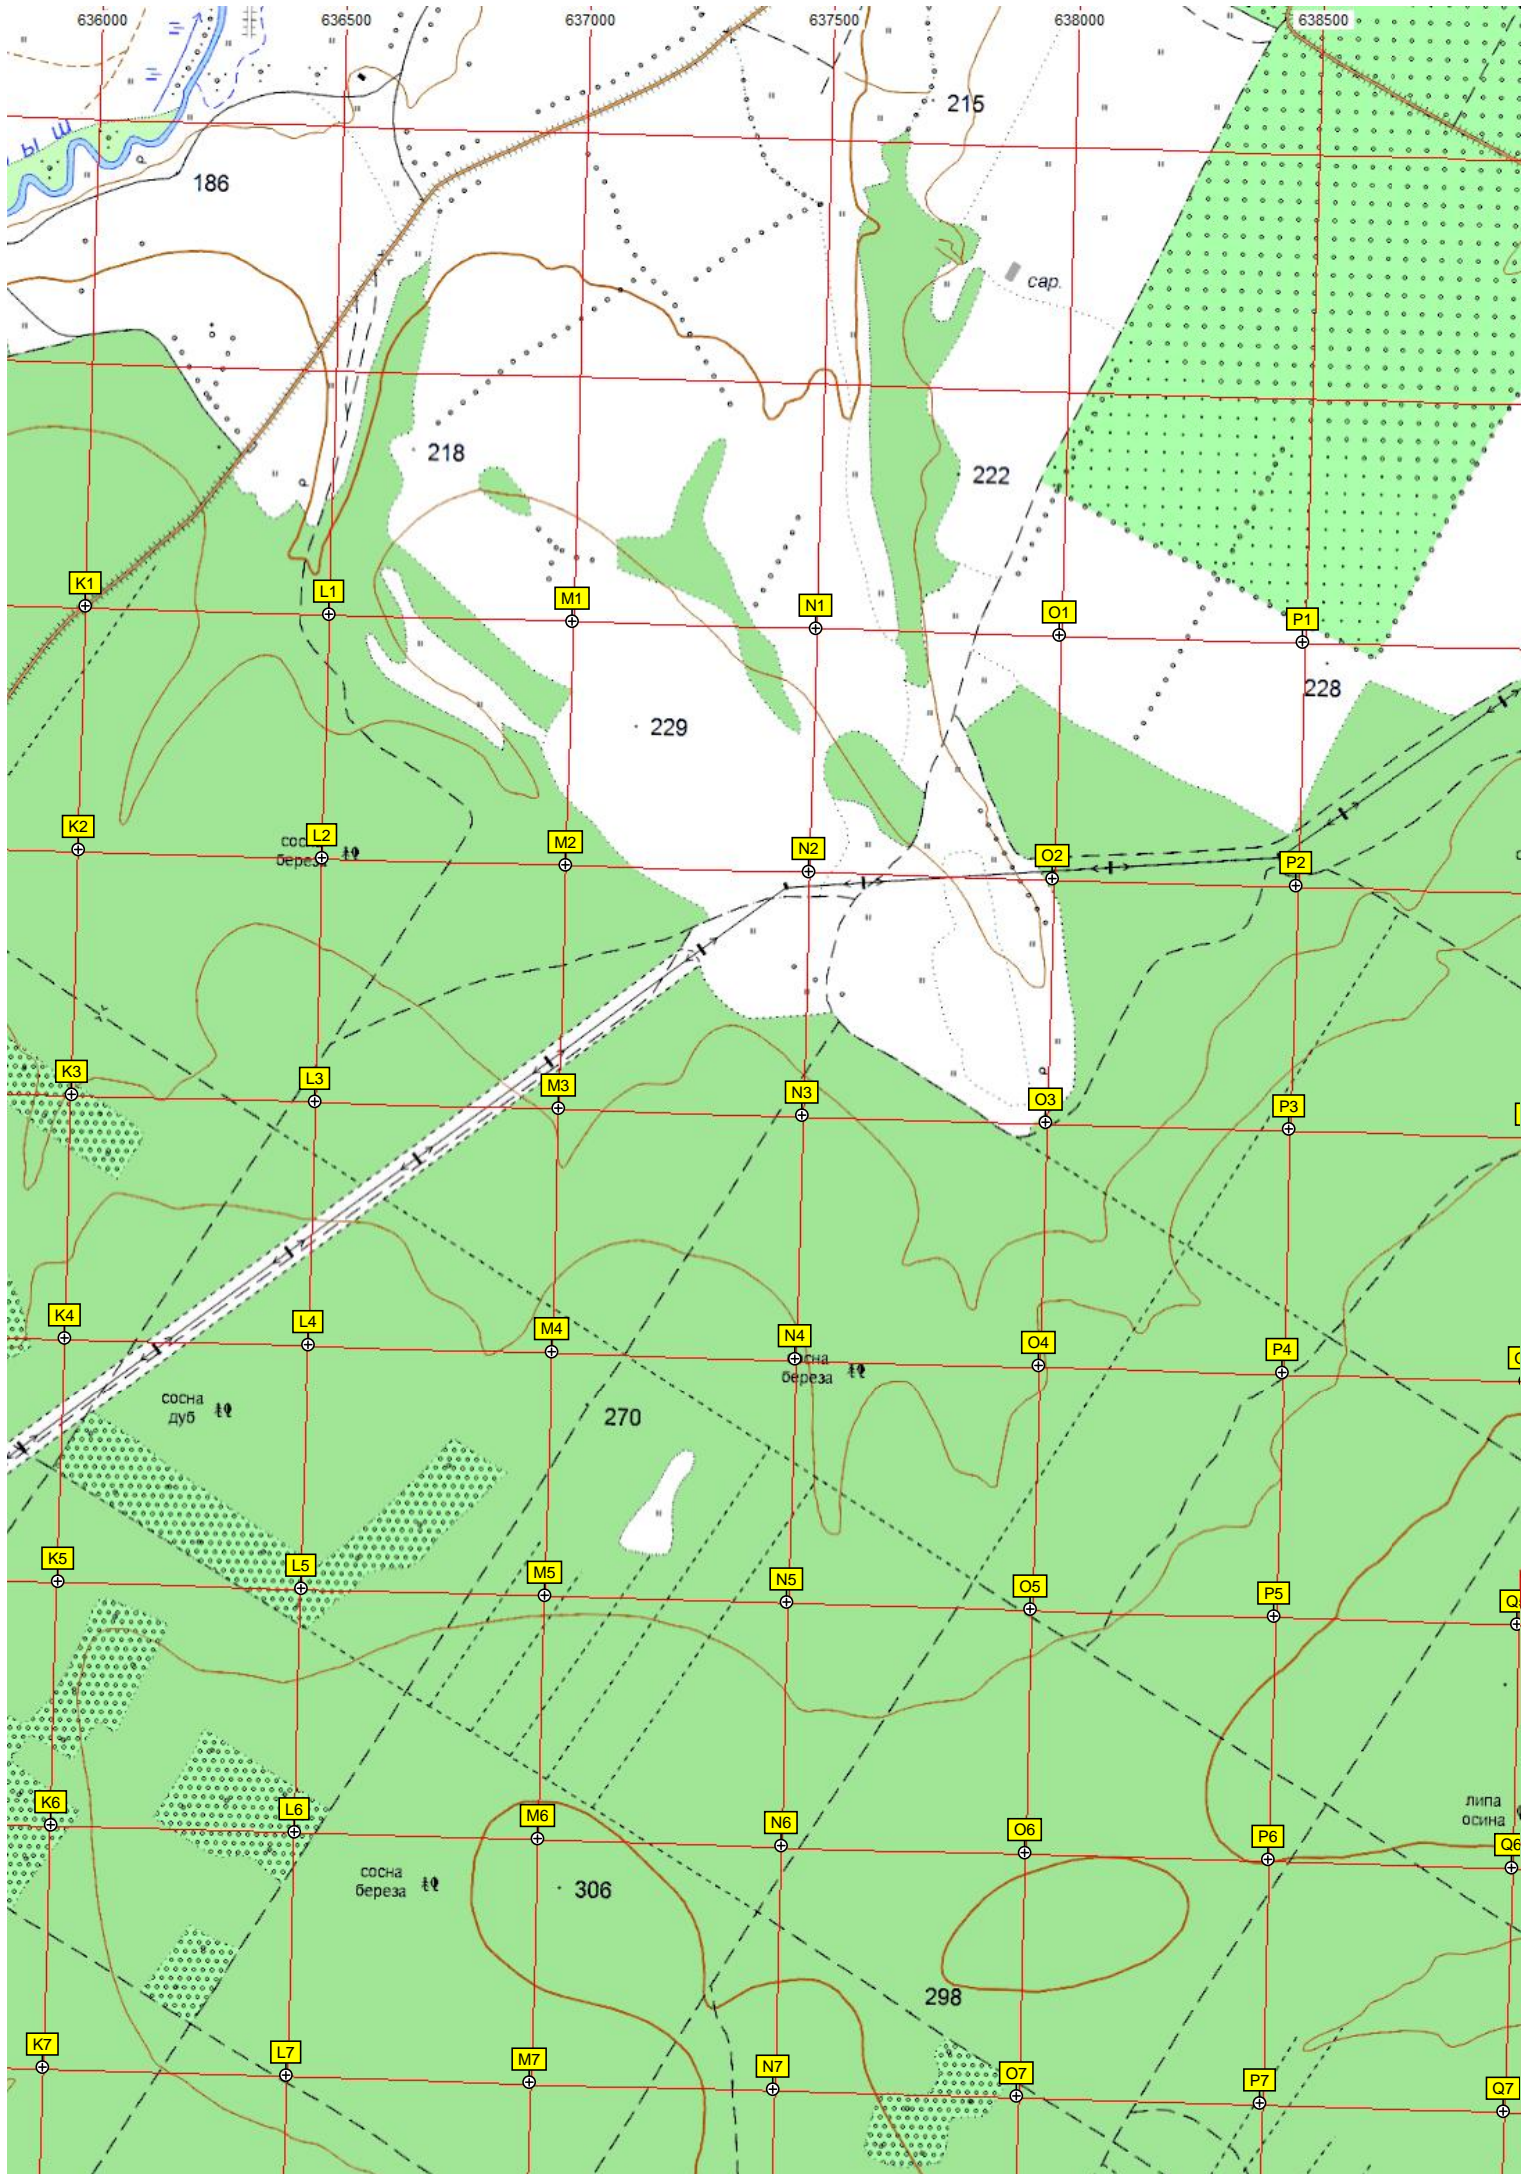 636000 636500 637000 637500 638000 638500
215
ы ш
186
сар.
218
222
K1 L1 M1 N1 O1 P1
228
229
K2 L2 M2 N2 O2 P2
береза
K3 L3 M3 N3 O3 P3
K4 L4 M4 N4 O4 P4
береза
сосна
дуб
270
K5 L5 M5 N5 O5 P5
K6 L6 M6 N6 O6 P6 Q6
липа
осина
сосна
береза
306
298
K7 L7 M7 N7 O7 P7 Q7